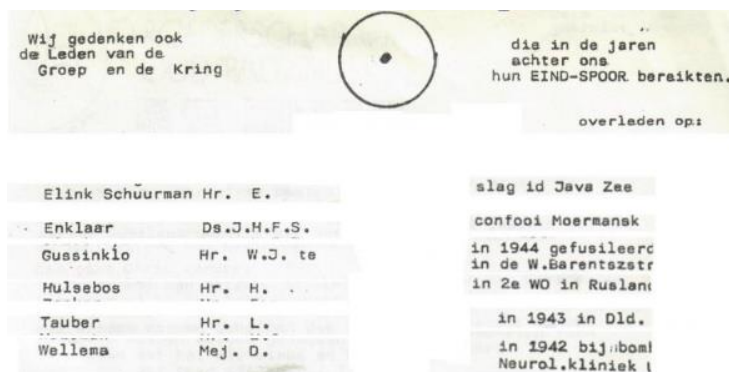 Wij gedenken ook
de Leden van de
Groep en de Kring
die in de jaren
achter ons
hun EIND-SPOOR bereikten.
overleden op:
Elink Schuurman Hr. E. slag id Java Zee
Enklaar Ds.J.H.F.S. confooi Moermansk
Gussinklo Hr. W.J. te in 1944 gefusileerd
in de W.Barentszstr
Hulsebos Hr. H. in 2e WO in Rusland
Tauber Hr. L. in 1943 in Dld.
Wellema Mej. D. in 1942 bij bomb
Neurol.kliniek